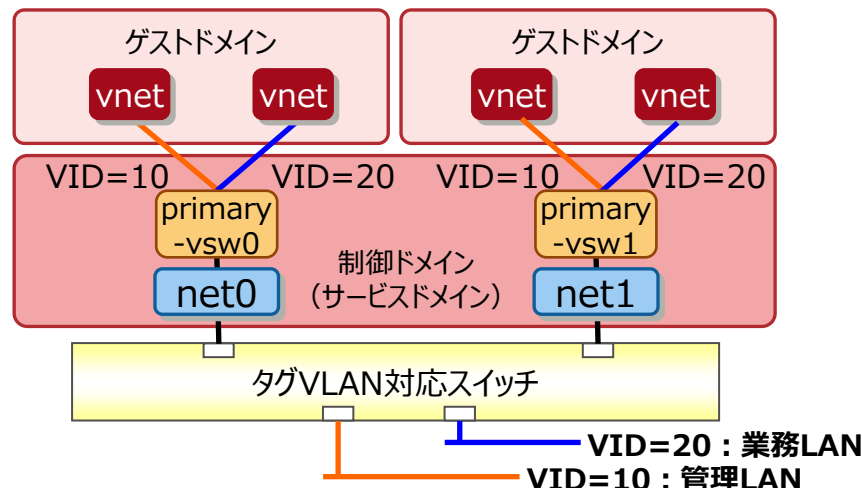 ゲストドメイン
ゲストドメイン
vnet
vnet
vnet
vnet
VID=10
VID=20
VID=10
VID=20
primary
-vsw0
primary
-vsw1
制御ドメイン
（サービスドメイン）
net0
net1
タグVLAN対応スイッチ
VID=20：業務LAN
VID=10：管理LAN